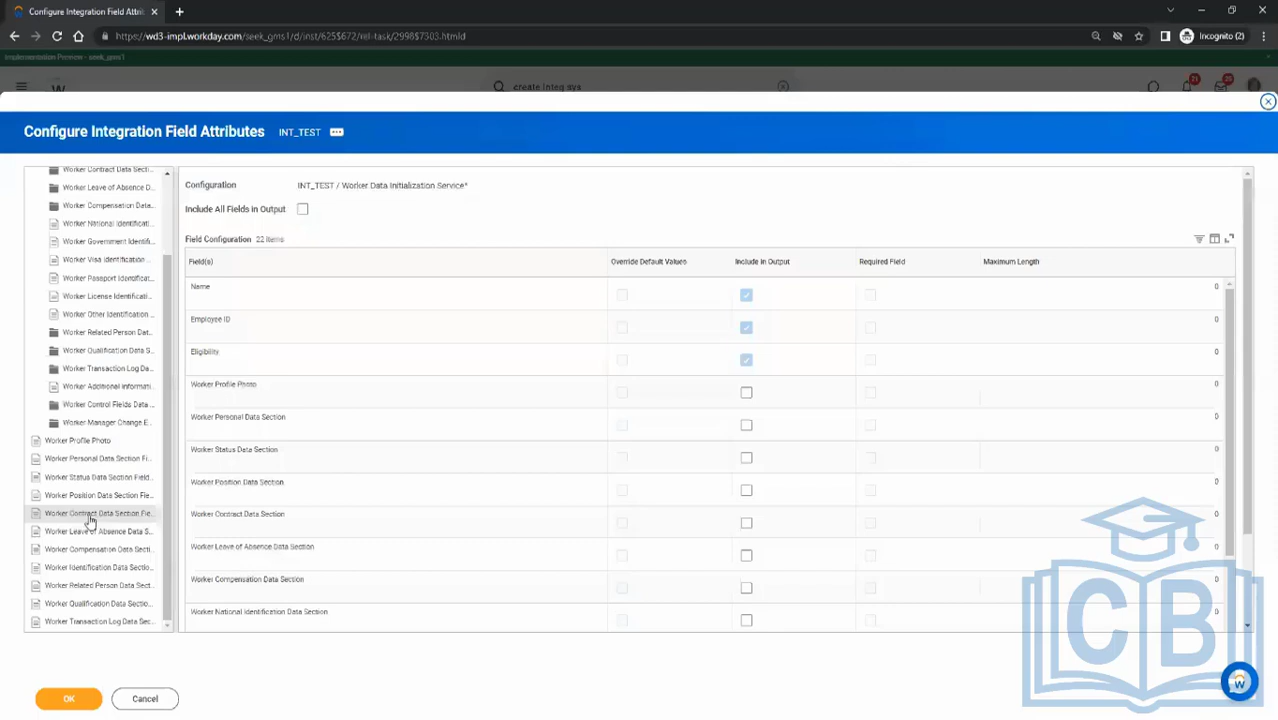 Configure Integration Field Attri
https://wd3-impl.workday.com/seek_gms1/d/inst/625$672/rel-task/2998$7303.htmld
Incognito (2)
Implementation Preview - seek_gms1
create integ sys
21
25
Configure Integration Field Attributes INT_TEST
Worker Contract Data Secti...
Worker Leave of Absence D...
Worker Compensation Data...
Worker National Identificati...
Worker Government Identifi...
Worker Visa Identification ...
Worker Passport Identificat...
Worker License Identificati...
Worker Other Identification ...
Worker Related Person Dat...
Worker Qualification Data S...
Worker Transaction Log Da...
Worker Additional Informati...
Worker Control Fields Data ...
Worker Manager Change E...
Worker Profile Photo
Worker Personal Data Section Fi...
Worker Status Data Section Field...
Worker Position Data Section Fie...
Worker Contract Data Section Fie...
Worker Leave of Absence Data S...
Worker Compensation Data Secti...
Worker Identification Data Sectio...
Worker Related Person Data Sect...
Worker Qualification Data Sectio...
Worker Transaction Log Data Sec...
Configuration INT_TEST / Worker Data Initialization Service*
Include All Fields in Output
Field Configuration 22 items
Field(s) Override Default Values Include in Output Required Field Maximum Length
Name 0
Employee ID 0
Eligibility 0
Worker Profile Photo 0
Worker Personal Data Section 0
Worker Status Data Section 0
Worker Position Data Section 0
Worker Contract Data Section 0
Worker Leave of Absence Data Section 0
Worker Compensation Data Section 0
Worker National Identification Data Section 0
OK Cancel
CB
W